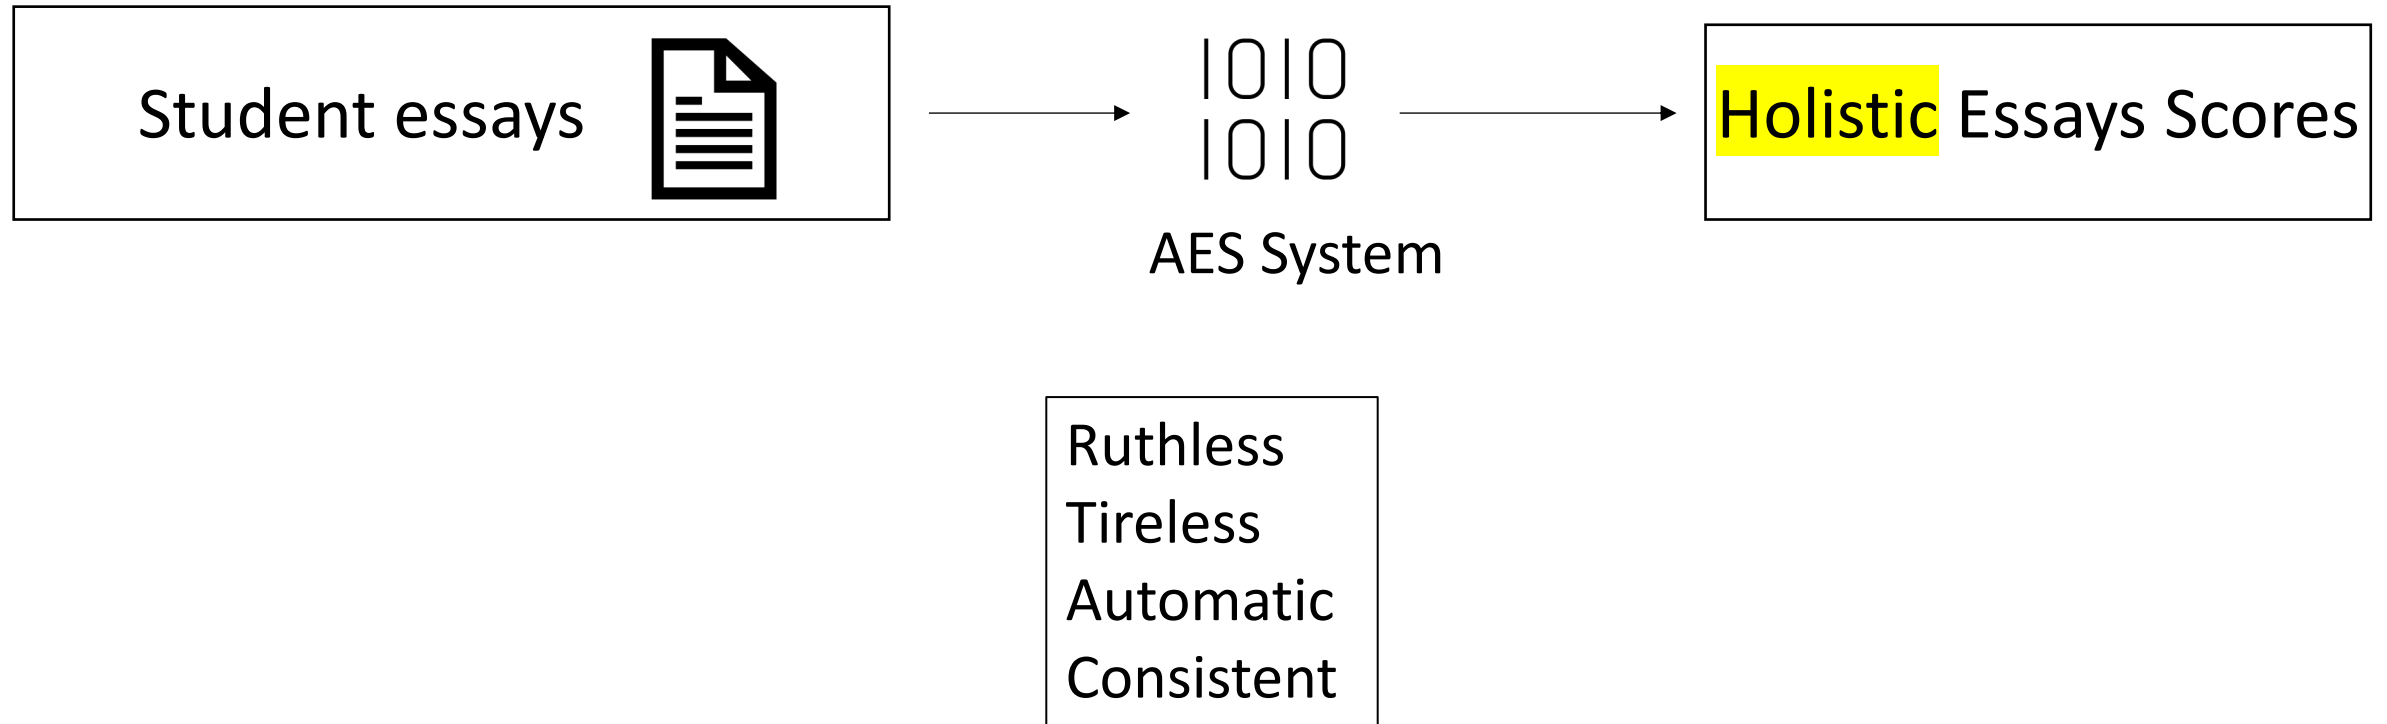 Student essays
1010
1010
AES System
Holistic Essays Scores
Ruthless
Tireless
Automatic
Consistent